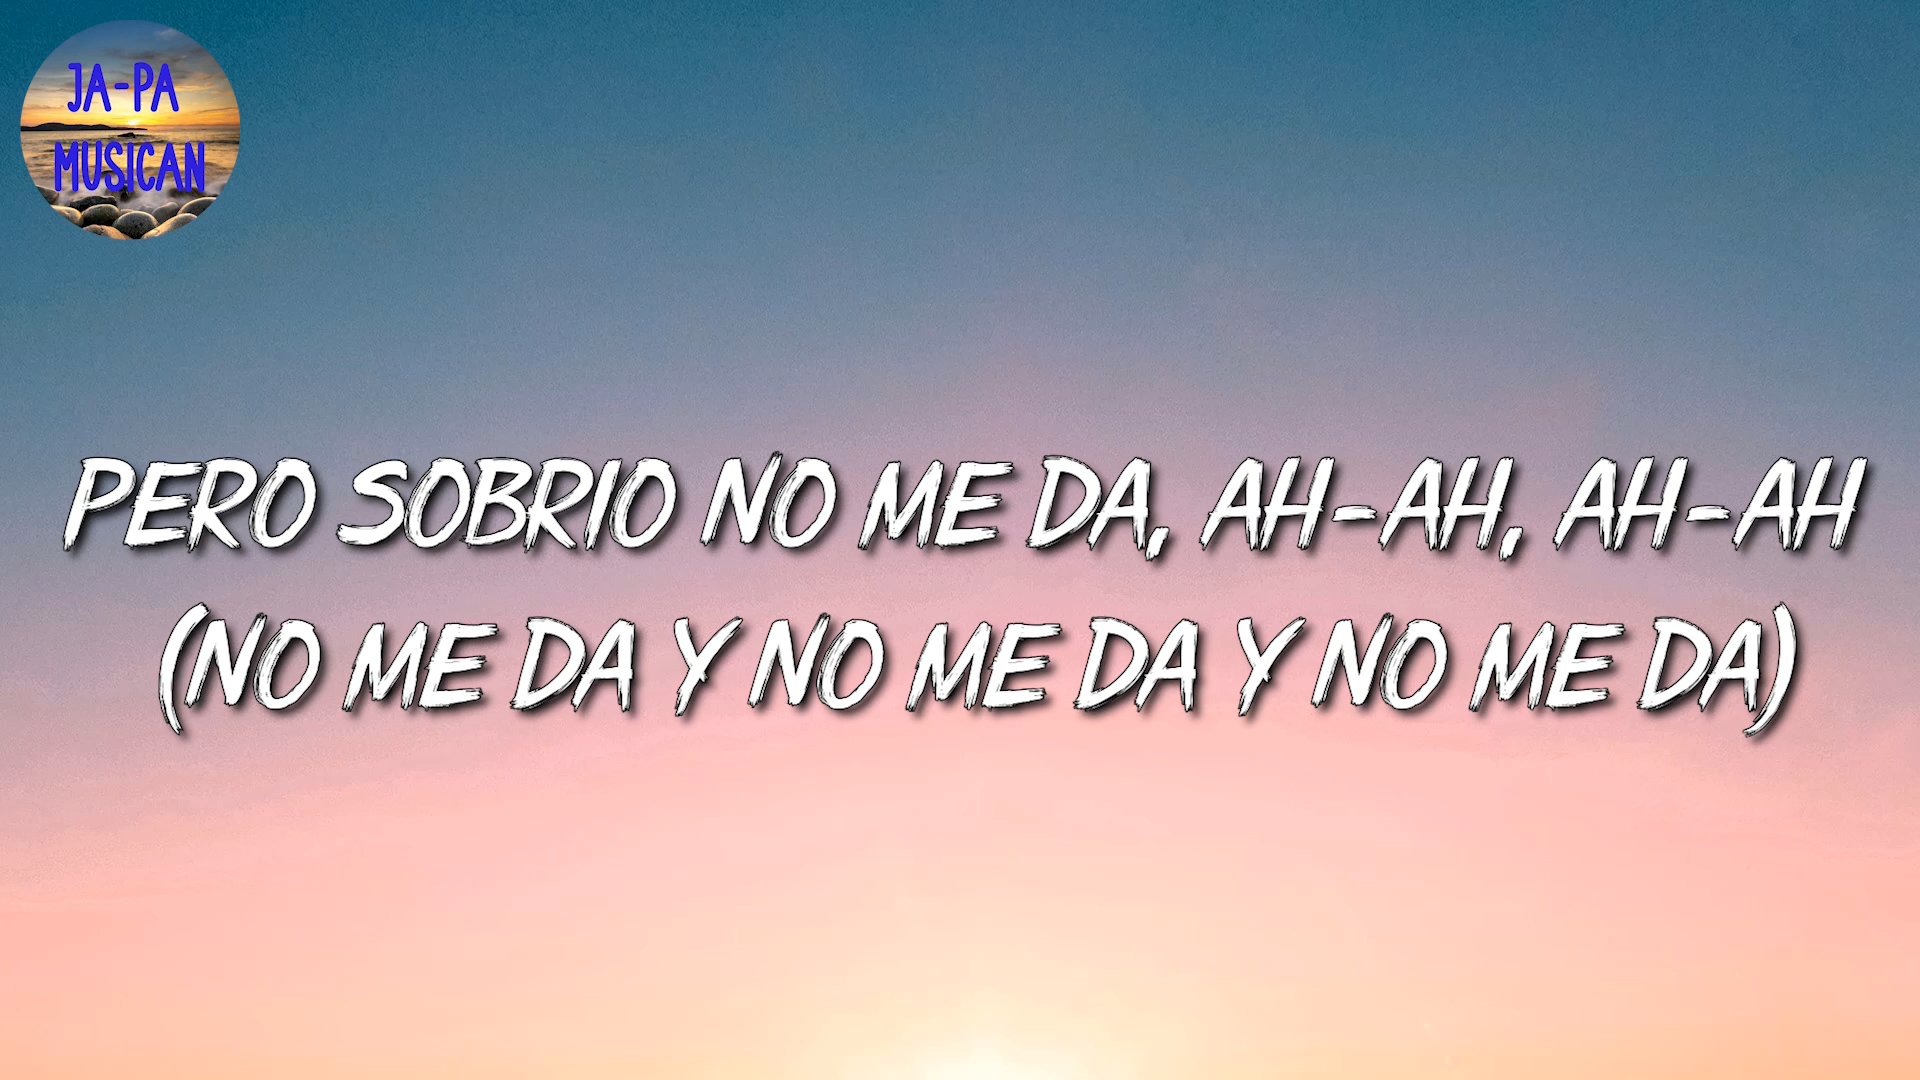 JA-PA
MUSICAN
PERO SOBRIO NO ME DA, AH-AH, AH-AH
(NO ME DA Y NO ME DA Y NO ME DA)